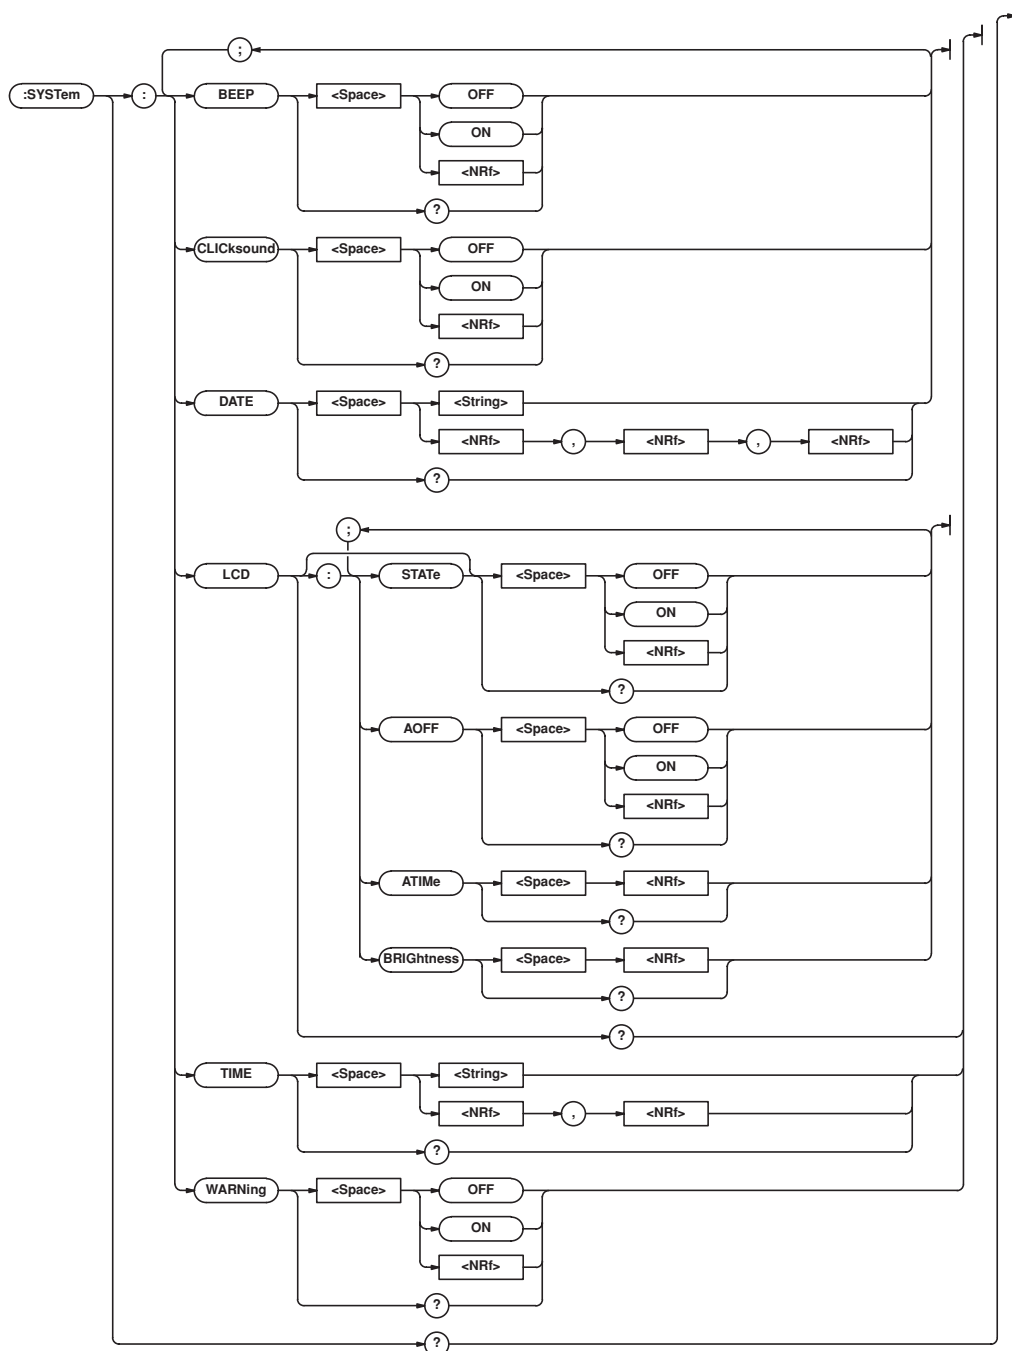 ;
:SYSTem : BEEP <Space> OFF
ON
<NRf>
?
CLICksound <Space> OFF
ON
<NRf>
?
DATE <Space> <String>
<NRf> , <NRf> , <NRf>
?
;
LCD : STATe <Space> OFF
ON
<NRf>
?
AOFF <Space> OFF
ON
<NRf>
?
ATIMe <Space> <NRf>
?
BRIGhtness <Space> <NRf>
?
?
TIME <Space> <String>
<NRf> , <NRf>
?
WARNing <Space> OFF
ON
<NRf>
?
?